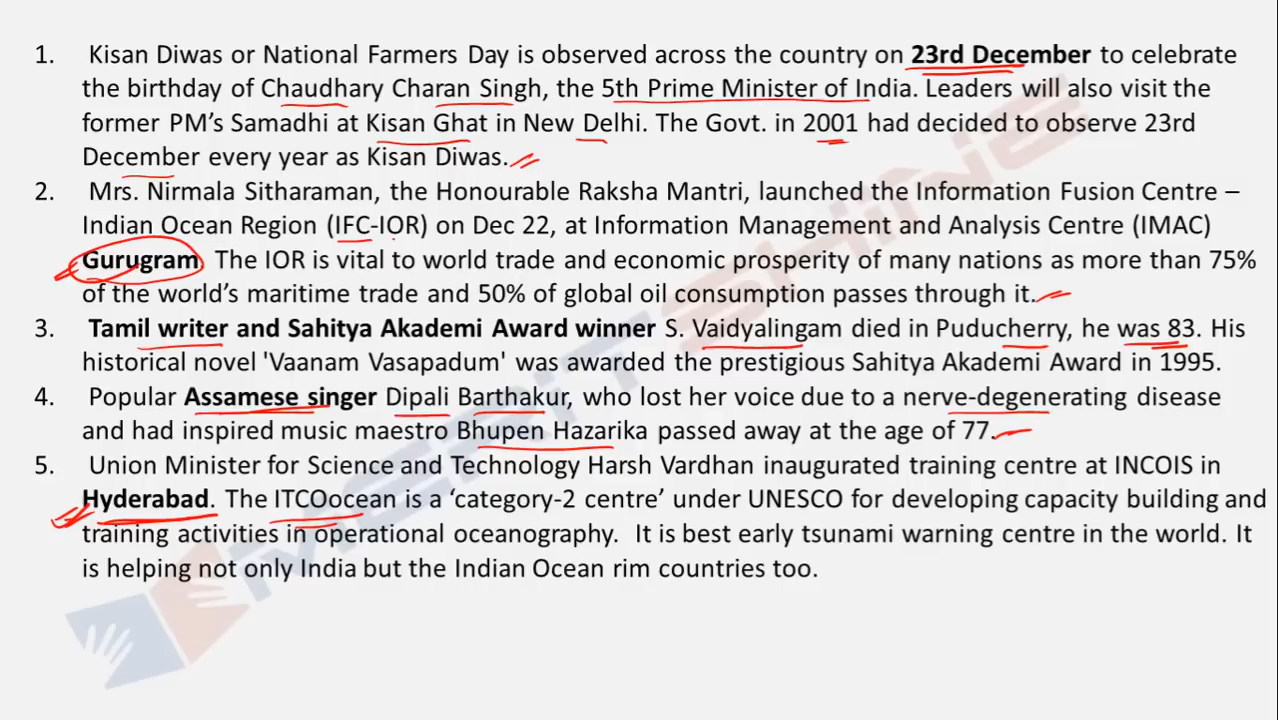 1. Kisan Diwas or National Farmers Day is observed across the country on 23rd December to celebrate
the birthday of Chaudhary Charan Singh, the 5th Prime Minister of India. Leaders will also visit the
former PM's Samadhi at Kisan Ghat in New Delhi. The Govt. in 2001 had decided to observe 23rd
December every year as Kisan Diwas.
2. Mrs. Nirmala Sitharaman, the Honourable Raksha Mantri, launched the Information Fusion Centre –
Indian Ocean Region (IFC-IOR) on Dec 22, at Information Management and Analysis Centre (IMAC)
Gurugram The IOR is vital to world trade and economic prosperity of many nations as more than 75%
of the world's maritime trade and 50% of global oil consumption passes through it.
3. Tamil writer and Sahitya Akademi Award winner S. Vaidyalingam died in Puducherry, he was 83. His
historical novel 'Vaanam Vasapadum' was awarded the prestigious Sahitya Akademi Award in 1995.
4. Popular Assamese singer Dipali Barthakur, who lost her voice due to a nerve-degenerating disease
and had inspired music maestro Bhupen Hazarika passed away at the age of 77.
5. Union Minister for Science and Technology Harsh Vardhan inaugurated training centre at INCOIS in
Hyderabad. The ITCOocean is a 'category-2 centre' under UNESCO for developing capacity building and
training activities in operational oceanography. It is best early tsunami warning centre in the world. It
is helping not only India but the Indian Ocean rim countries too.
MERIT SHINE